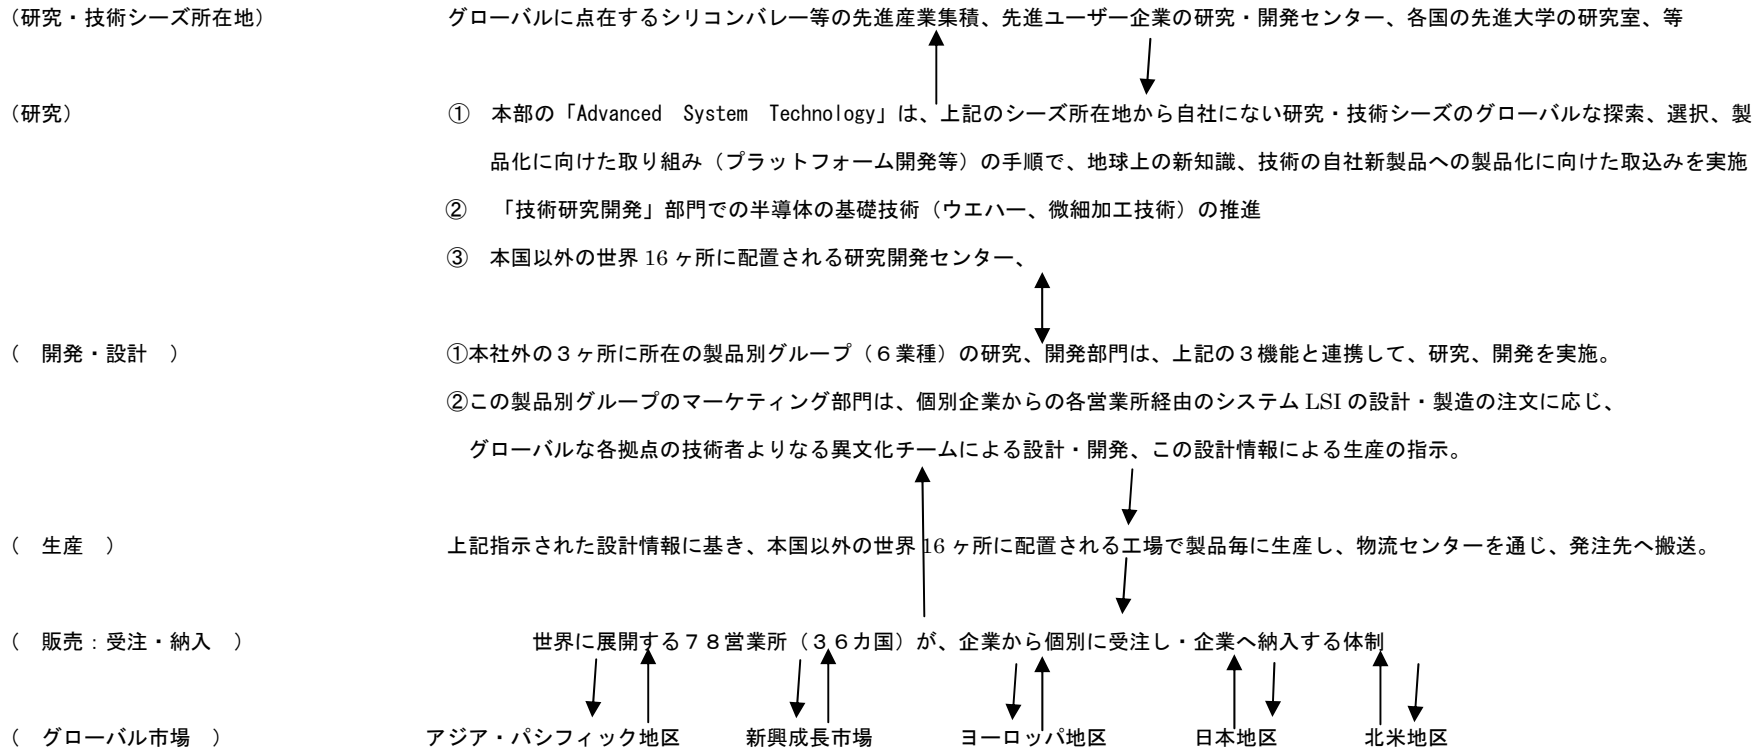 （研究・技術シーズ所在地） グローバルに点在するシリコンバレー等の先進産業集積、先進ユーザー企業の研究・開発センター、各国の先進大学の研究室、等
（研究） ① 本部の「Advanced System Technology」は、上記のシーズ所在地から自社にない研究・技術シーズのグローバルな探索、選択、製
品化に向けた取り組み（プラットフォーム開発等）の手順で、地球上の新知識、技術の自社新製品への製品化に向けた取込みを実施
② 「技術研究開発」部門での半導体の基礎技術（ウエハー、微細加工技術）の推進
③ 本国以外の世界 16 ヶ所に配置される研究開発センター、
（ 開発・設計 ） ①本社外の３ヶ所に所在の製品別グループ（６業種）の研究、開発部門は、上記の３機能と連携して、研究、開発を実施。
②この製品別グループのマーケティング部門は、個別企業からの各営業所経由のシステム LSI の設計・製造の注文に応じ、
グローバルな各拠点の技術者よりなる異文化チームによる設計・開発、この設計情報による生産の指示。
（ 生産 ） 上記指示された設計情報に基き、本国以外の世界 16 ヶ所に配置される工場で製品毎に生産し、物流センターを通じ、発注先へ搬送。
（ 販売：受注・納入 ） 世界に展開する７８営業所（３６カ国）が、企業から個別に受注し・企業へ納入する体制
（ グローバル市場 ） アジア・パシフィック地区 新興成長市場 ヨーロッパ地区 日本地区 北米地区